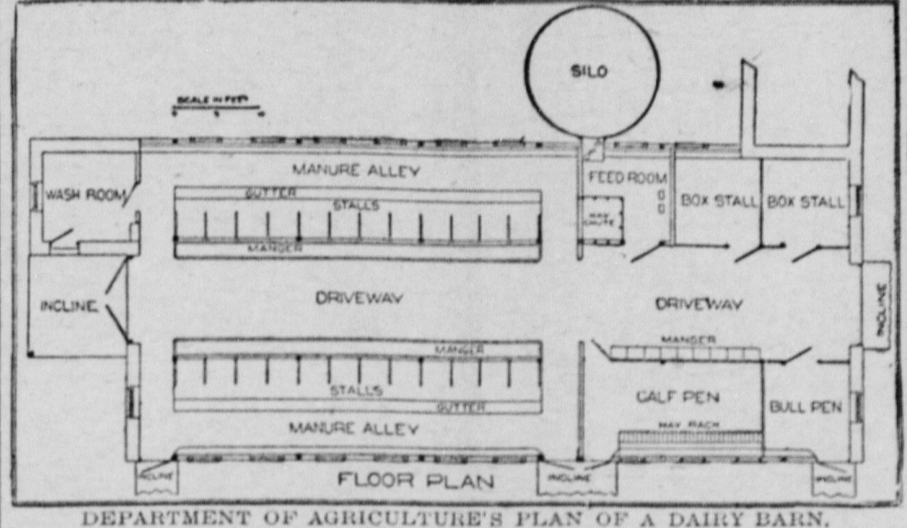 SILO
SCALE IN FEET
MANURE ALLEY
FEED ROOM
WASH ROOM
GUTTER
BOX STALL
BOX STALL
STALLS
HAY CHUTE
MANGER
INCLINE
DRIVEWAY
DRIVEWAY
INCLINE
MANGER
MANGER
STALLS
CALF PEN
BULL PEN
GUTTER
MANURE ALLEY
HAY RACK
INCLINE
FLOOR PLAN
INCLINE
INCLINE
DEPARTMENT OF AGRICULTURE'S PLAN OF A DAIRY BARN.